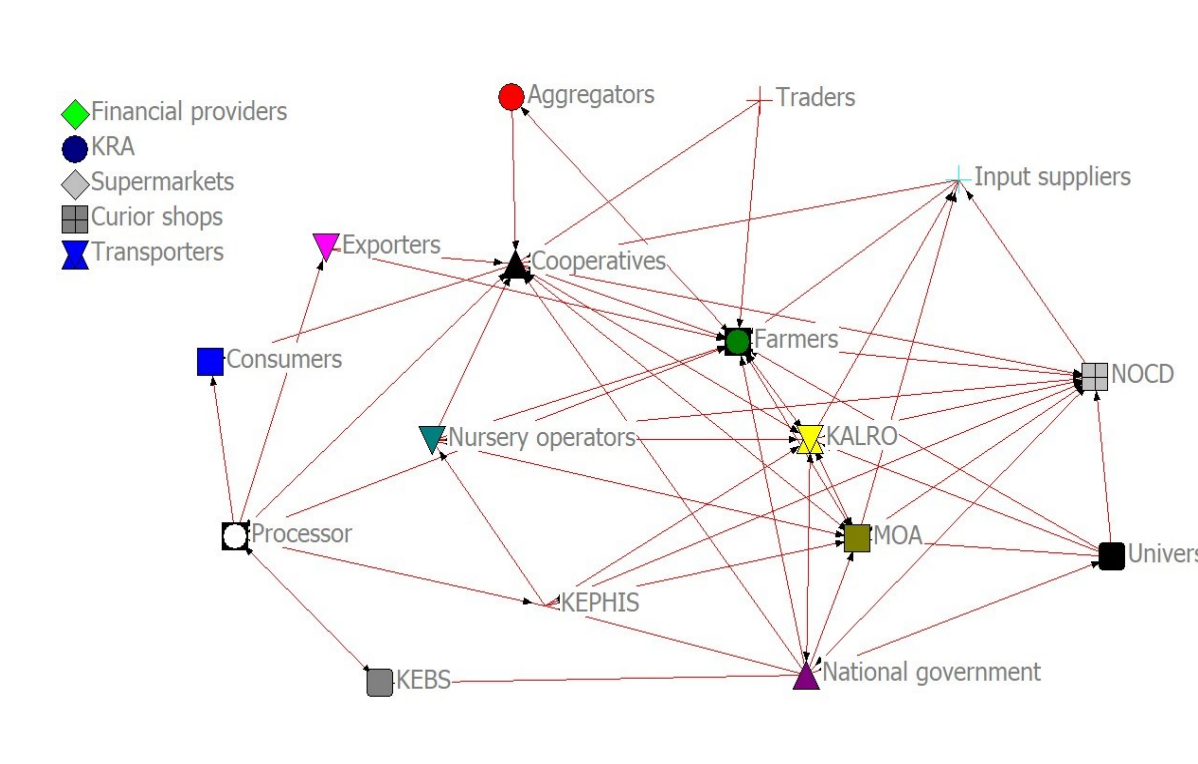 Financial providers
KRA
Supermarkets
Curior shops
Transporters
Aggregators
Traders
Input suppliers
Exporters
Cooperatives
Farmers
Consumers
NOCD
Nursery operators
KALRO
Processor
MOA
Univers
KEPHIS
National government
KEBS